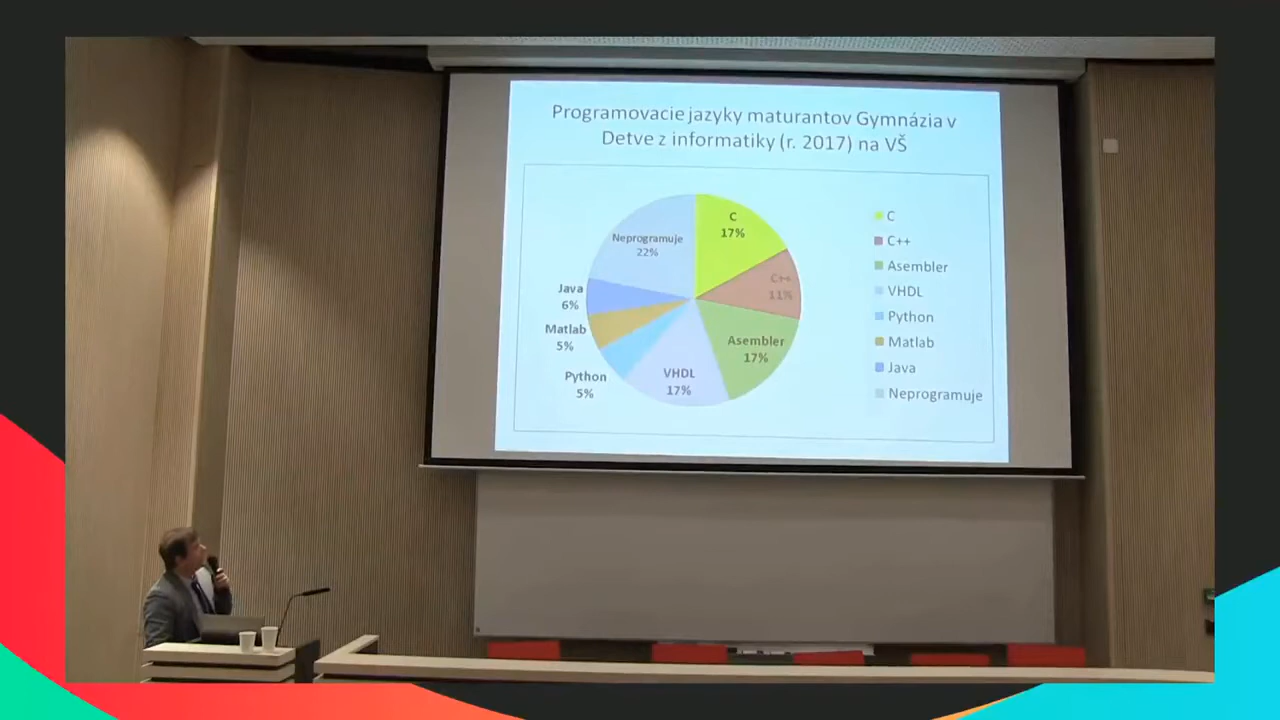 Programovacie jazyky maturantov Gymnázia v
Detve z informatiky (r. 2017) na VŠ
C
17%
C++
11%
Asembler
17%
VHDL
17%
Python
5%
Matlab
5%
Java
6%
Neprogramuje
22%
C
C++
Asembler
VHDL
Python
Matlab
Java
Neprogramuje